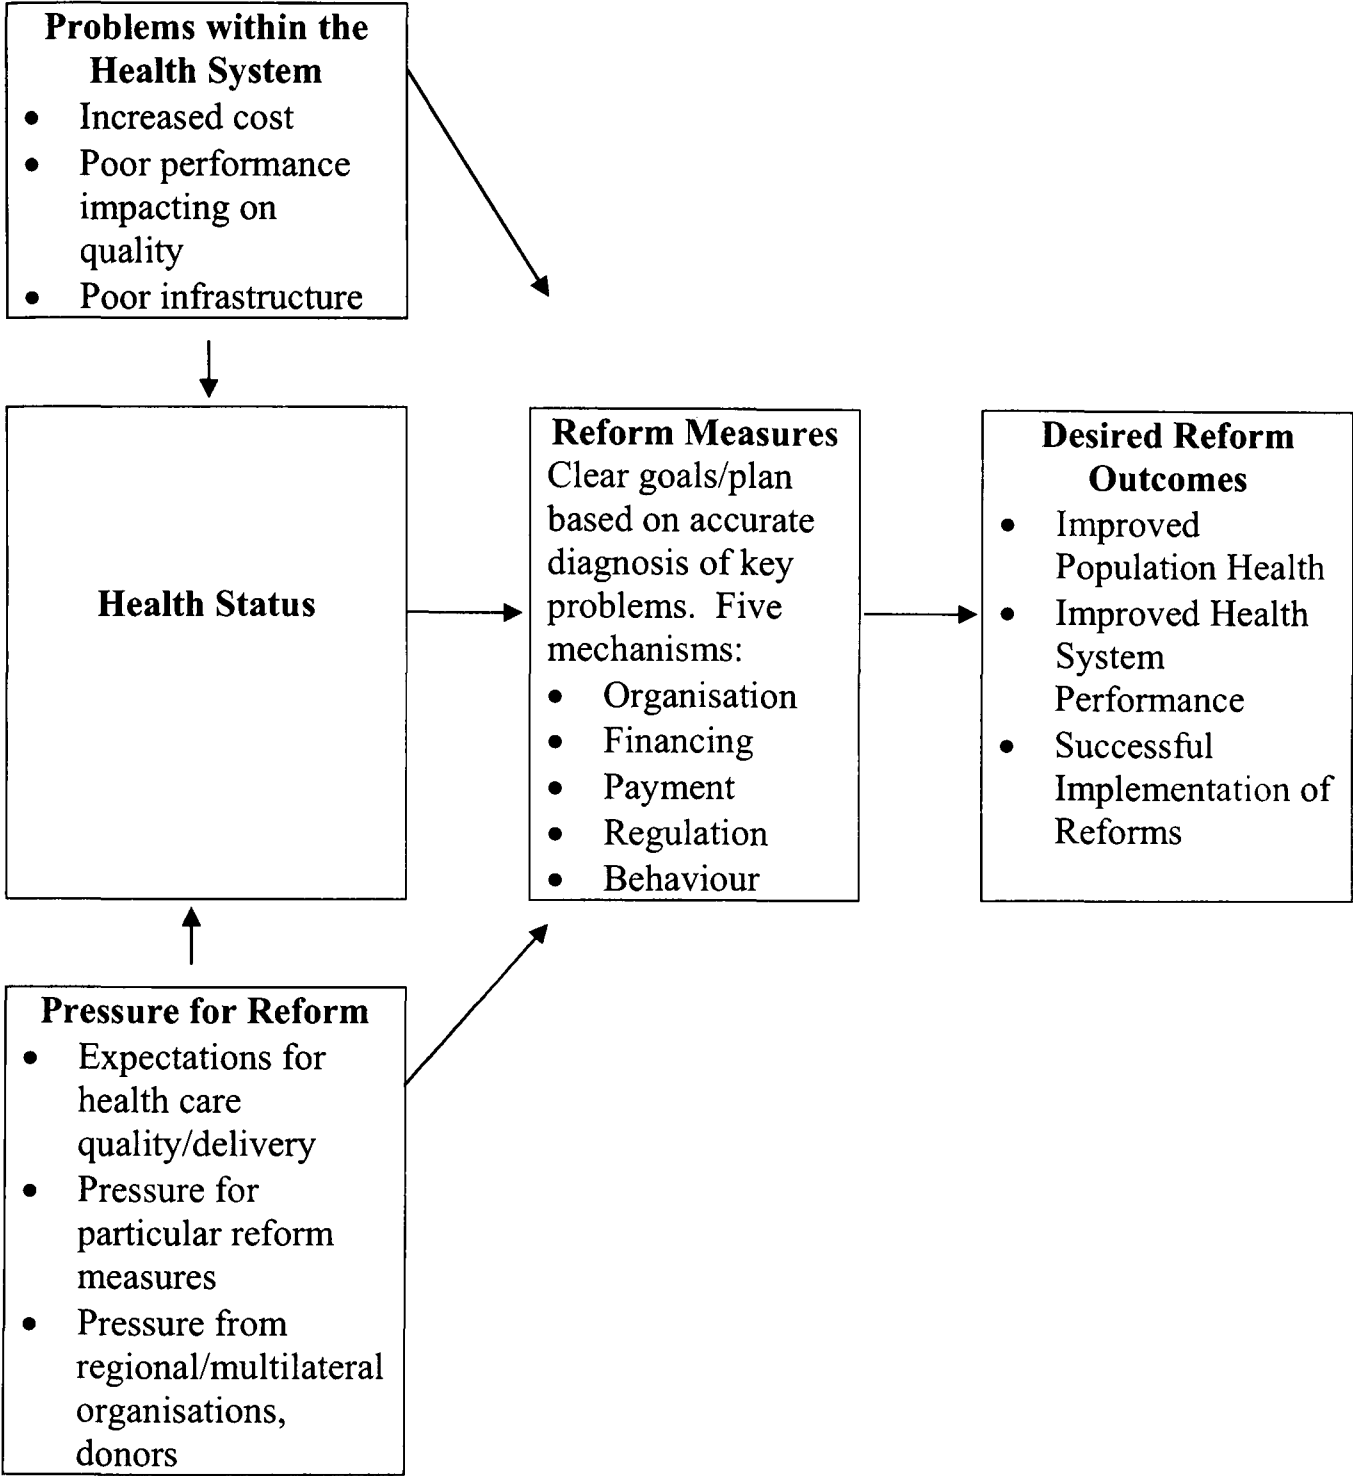 Problems within the
Health System
• Increased cost
• Poor performance
impacting on
quality
• Poor infrastructure
Health Status
Reform Measures
Clear goals/plan
based on accurate
diagnosis of key
problems. Five
mechanisms:
• Organisation
• Financing
• Payment
• Regulation
• Behaviour
Desired Reform
Outcomes
• Improved
Population Health
• Improved Health
System
Performance
• Successful
Implementation of
Reforms
Pressure for Reform
• Expectations for
health care
quality/delivery
• Pressure for
particular reform
measures
• Pressure from
regional/multilateral
organisations,
donors